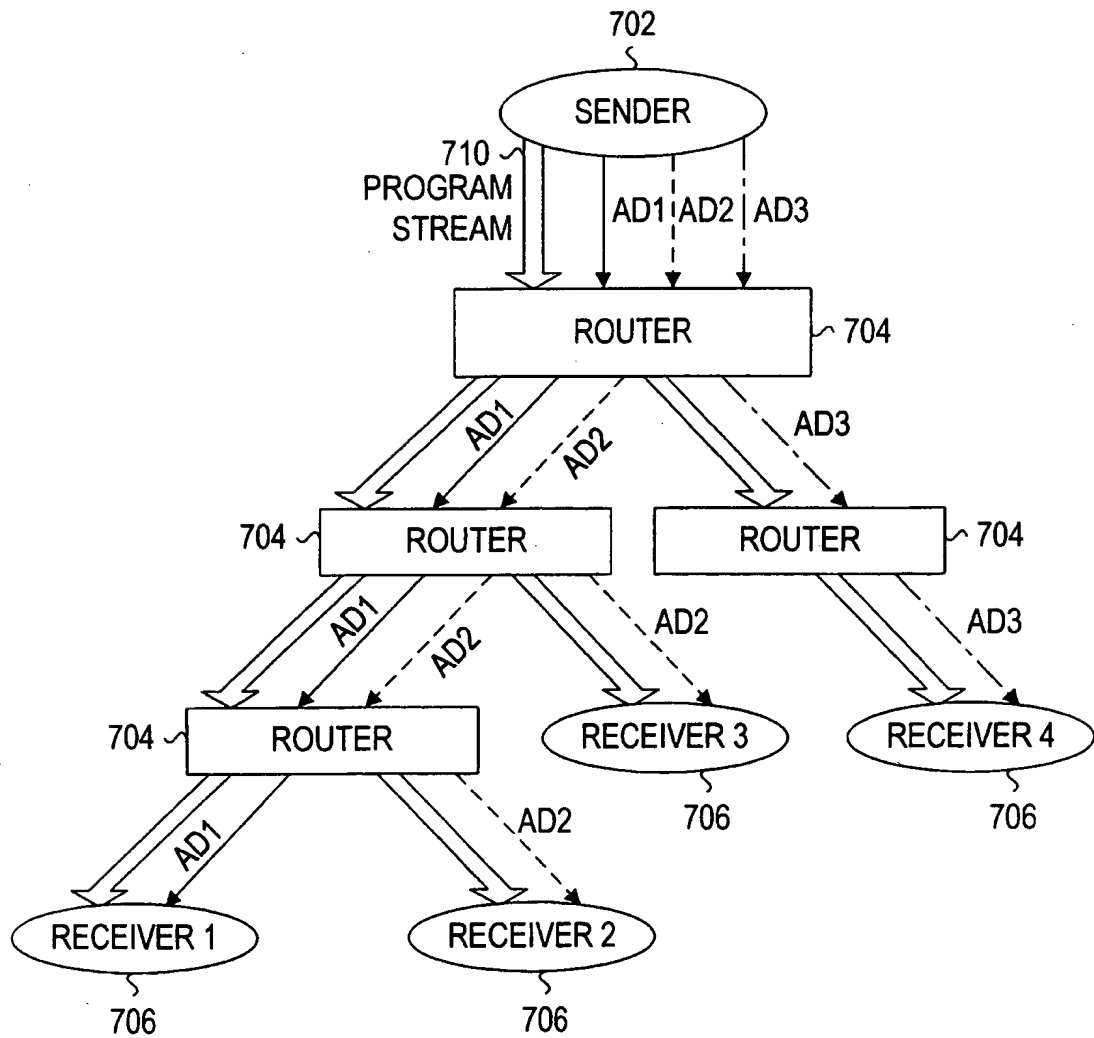 702
SENDER
710
PROGRAM
STREAM
AD1
AD2
AD3
ROUTER
704
AD1
AD2
AD3
704
ROUTER
ROUTER
704
AD1
AD2
AD2
AD3
704
ROUTER
RECEIVER 3
RECEIVER 4
706
706
AD1
AD2
RECEIVER 1
RECEIVER 2
706
706